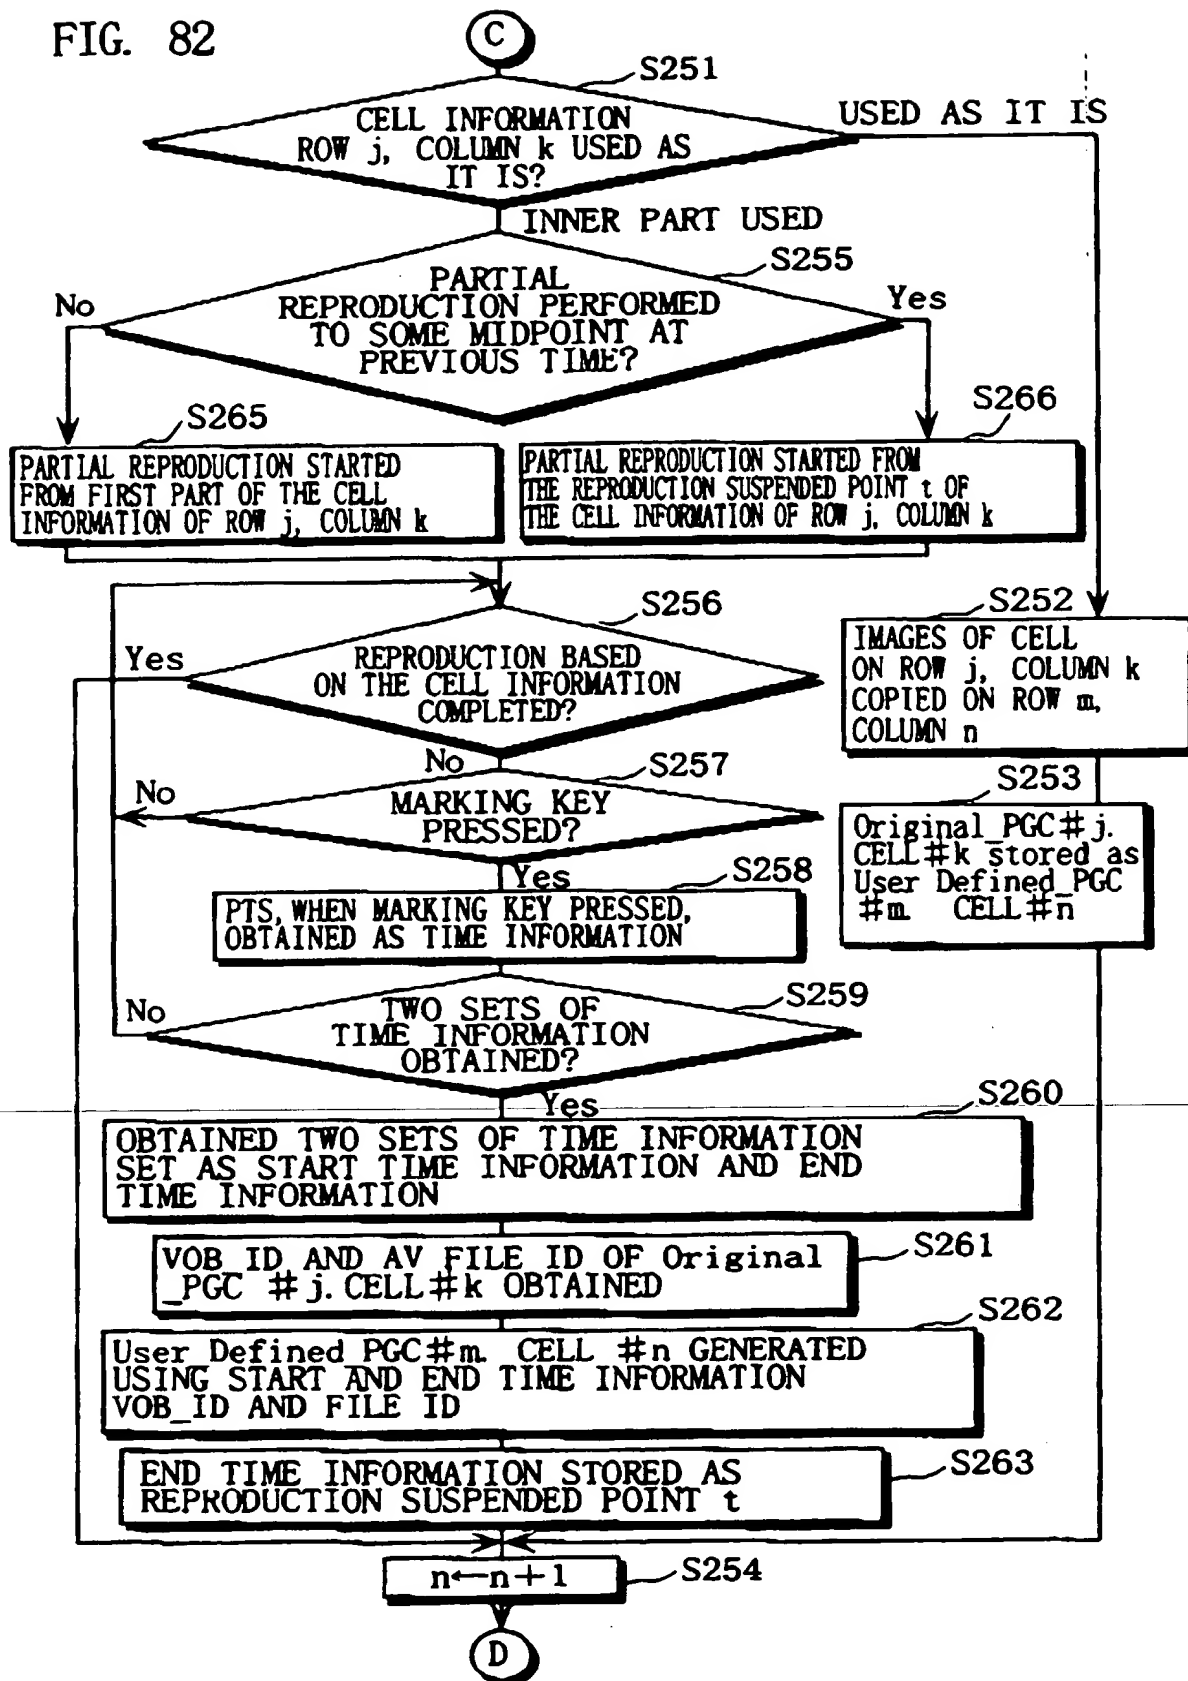 FIG. 82
C
S251
CELL INFORMATION
ROW j, COLUMN k USED AS
IT IS?
USED AS IT IS
INNER PART USED
S255
PARTIAL
REPRODUCTION PERFORMED
TO SOME MIDPOINT AT
PREVIOUS TIME?
No
Yes
S265
PARTIAL REPRODUCTION STARTED
FROM FIRST PART OF THE CELL
INFORMATION OF ROW j, COLUMN k
S266
PARTIAL REPRODUCTION STARTED FROM
THE REPRODUCTION SUSPENDED POINT t OF
THE CELL INFORMATION OF ROW j, COLUMN k
S256
Yes
REPRODUCTION BASED
ON THE CELL INFORMATION
COMPLETED?
No
S252
IMAGES OF CELL
ON ROW j, COLUMN k
COPIED ON ROW m,
COLUMN n
S257
No
MARKING KEY
PRESSED?
Yes
S253
Original_PGC#j.
CELL#k stored as
User Defined_PGC
#m. CELL#n
S258
PTS, WHEN MARKING KEY PRESSED,
OBTAINED AS TIME INFORMATION
S259
No
TWO SETS OF
TIME INFORMATION
OBTAINED?
Yes
S260
OBTAINED TWO SETS OF TIME INFORMATION
SET AS START TIME INFORMATION AND END
TIME INFORMATION
S261
VOB_ID AND AV FILE ID OF Original
_PGC #j. CELL#k OBTAINED
S262
User Defined_PGC#m. CELL #n GENERATED
USING START AND END TIME INFORMATION
VOB_ID AND FILE ID
S263
END TIME INFORMATION STORED AS
REPRODUCTION SUSPENDED POINT t
S254
n←n+1
D